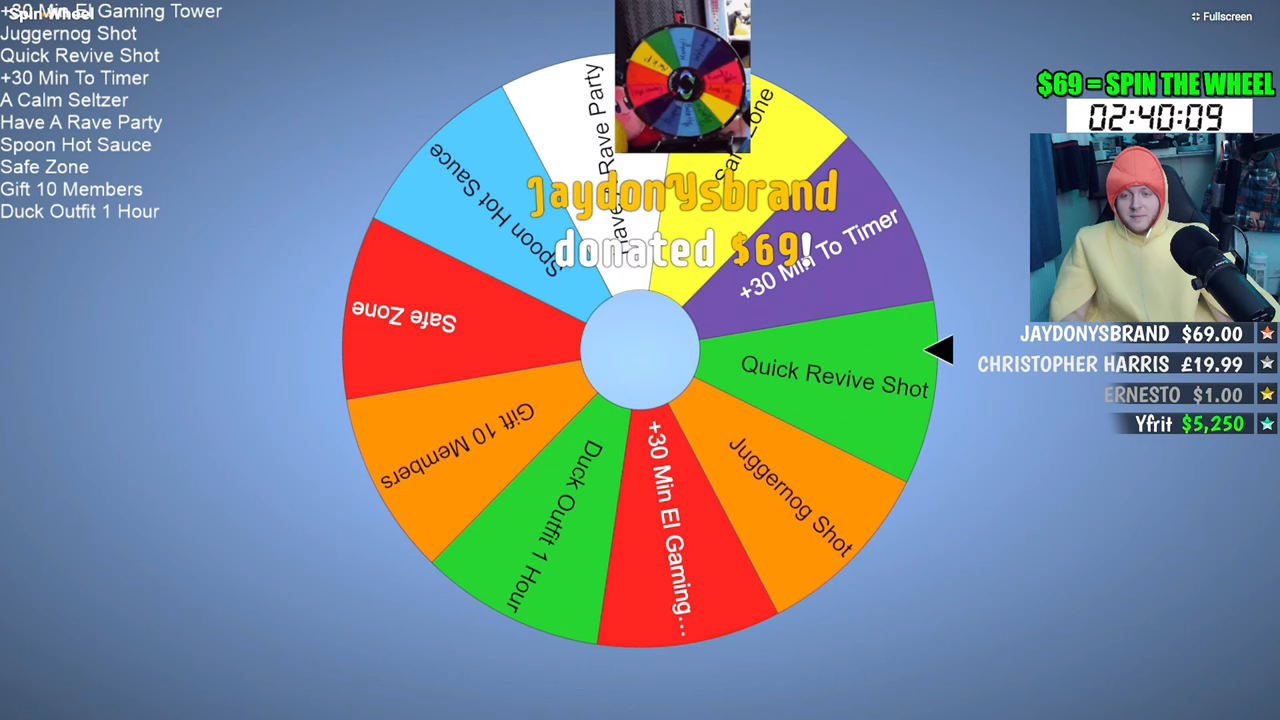 Spin Wheel
+30 Min El Gaming Tower
Juggernog Shot
Quick Revive Shot
+30 Min To Timer
A Calm Seltzer
Have A Rave Party
Spoon Hot Sauce
Safe Zone
Gift 10 Members
Duck Outfit 1 Hour
Fullscreen
$69 = SPIN THE WHEEL
02:40:09
JaydonYsbrand
donated $69!
Have A Rave Party
Safe Zone
Spoon Hot Sauce
+30 Min To Timer
Safe Zone
Quick Revive Shot
Gift 10 Members
Juggernog Shot
Duck Outfit 1 Hour
+30 Min El Gaming...
JAYDONYSBRAND $69.00
CHRISTOPHER HARRIS £19.99
ERNESTO $1.00
Yfrit $5,250